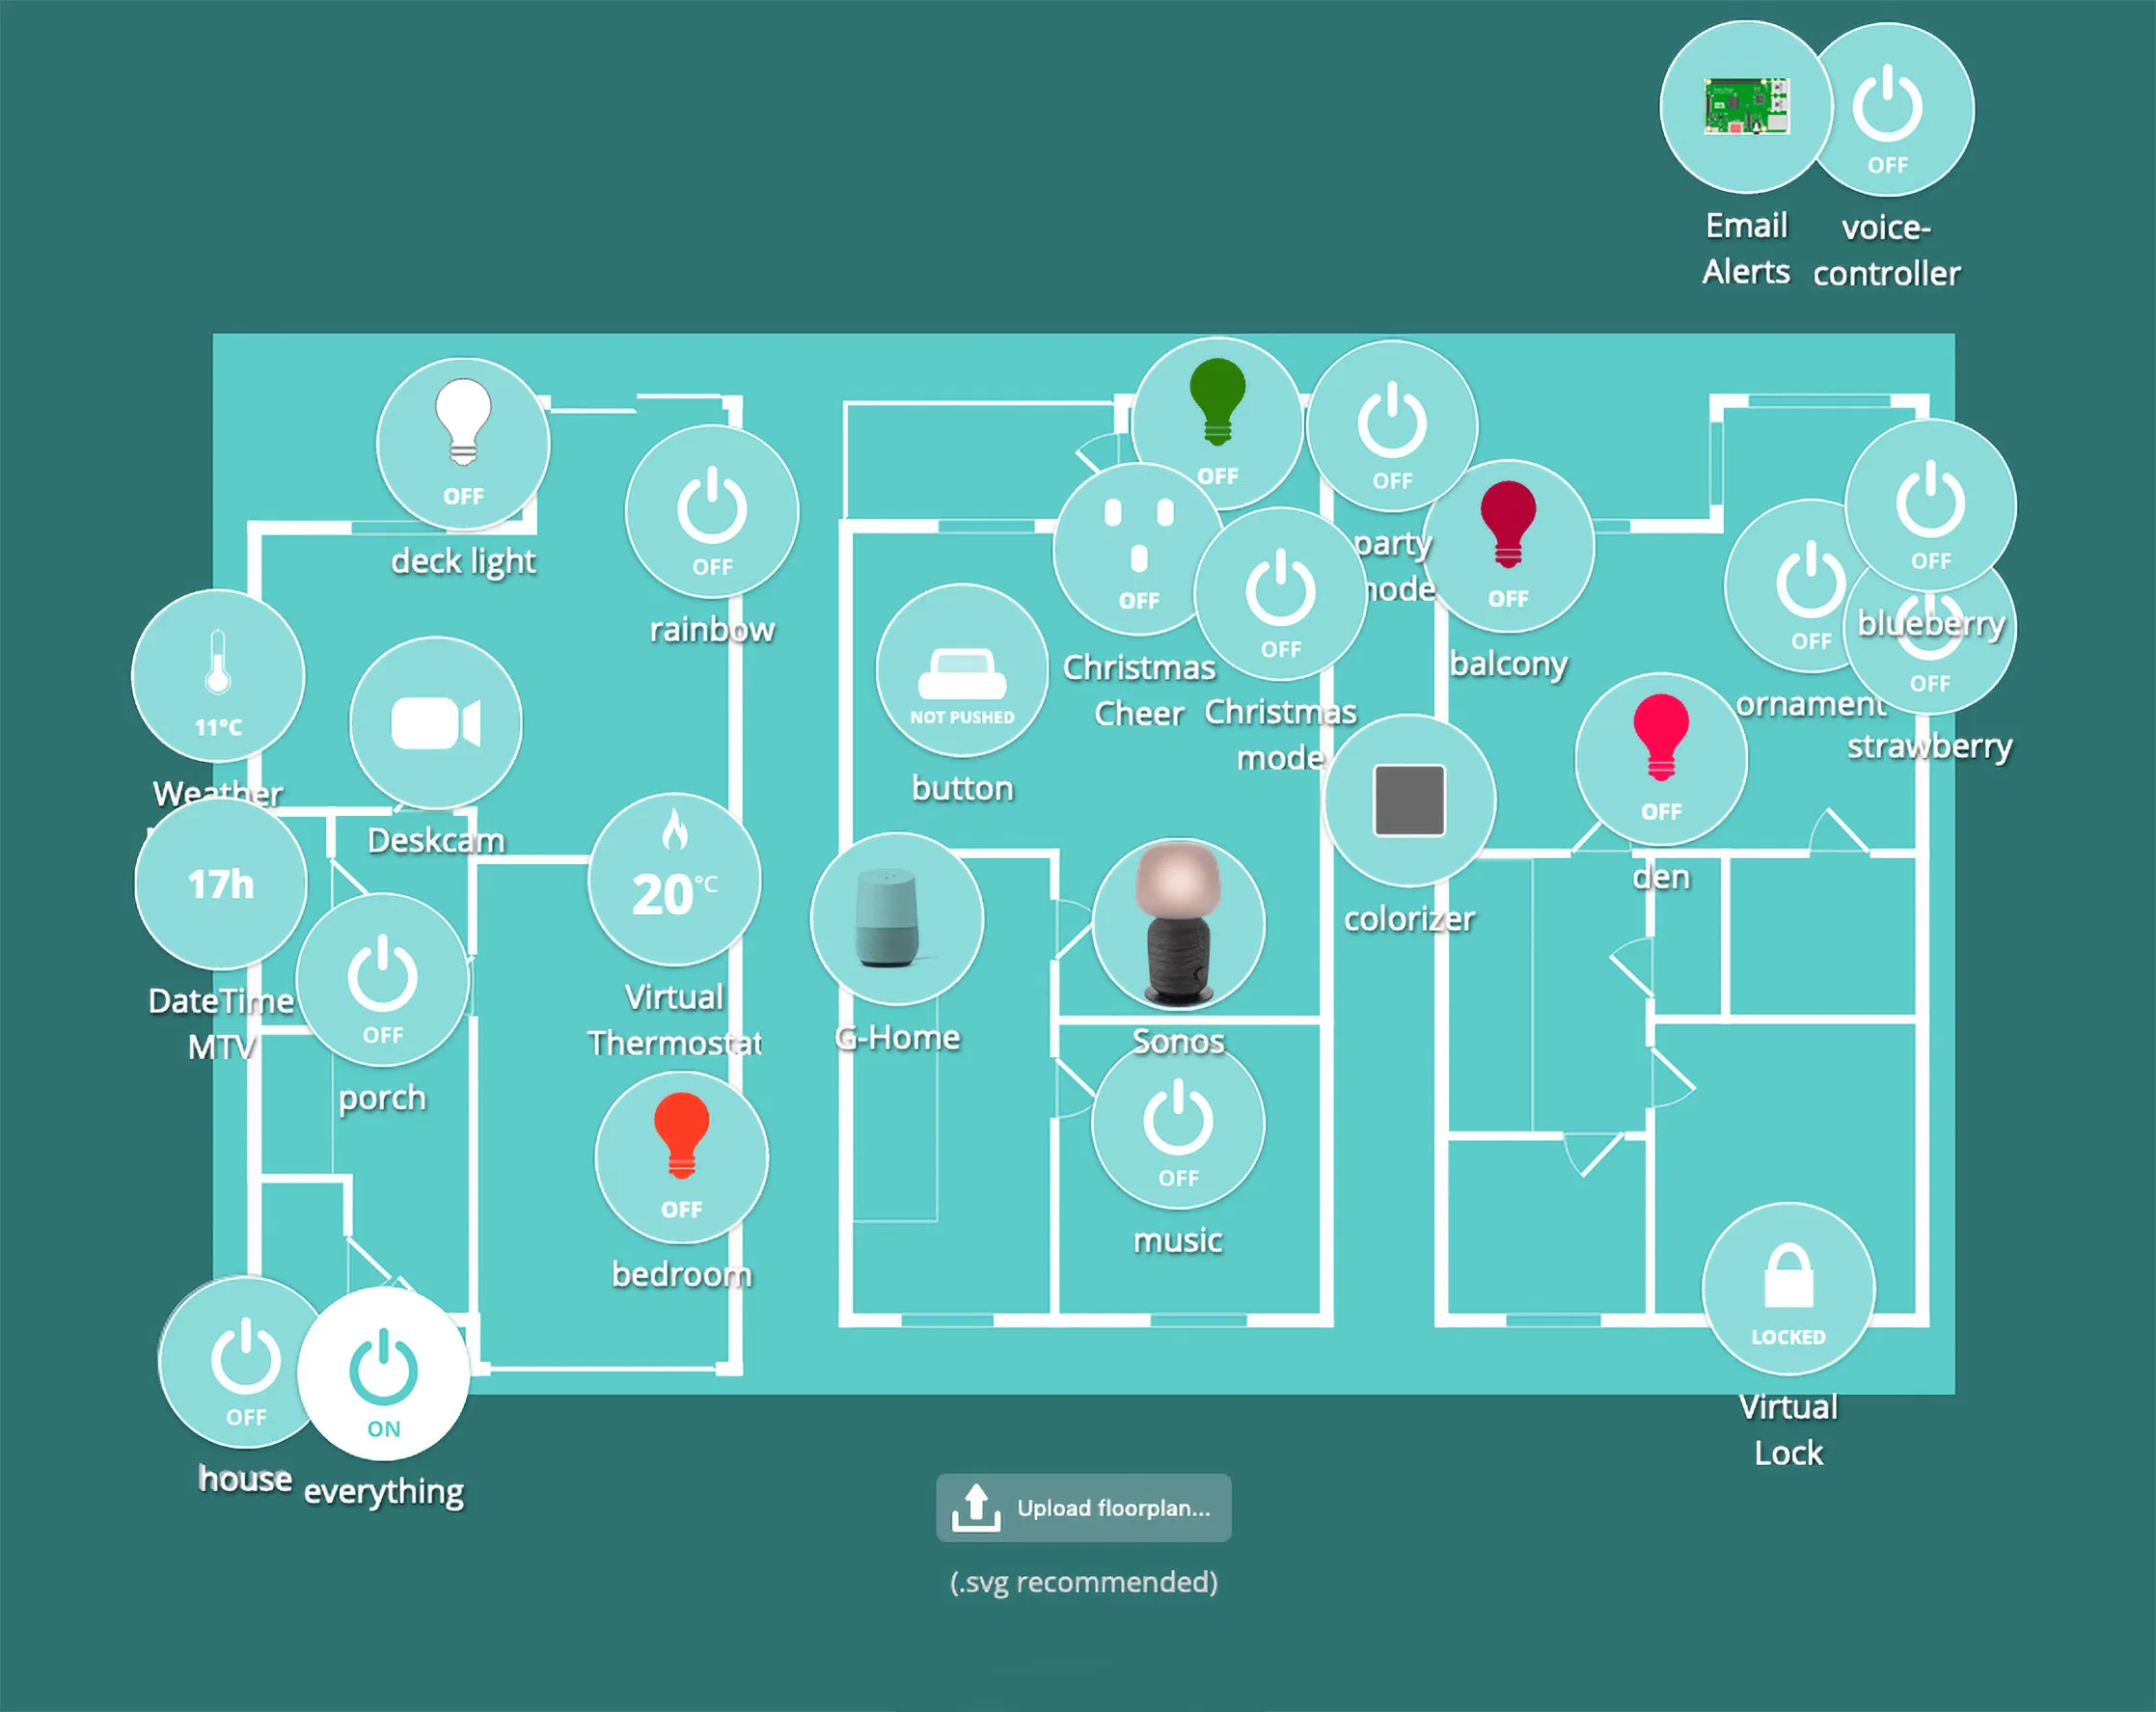 OFF
Email
Alerts
voice-
controller
OFF
deck light
OFF
rainbow
OFF
OFF
party
OFF
balcony
OFF
Christmas
Cheer
OFF
Christmas
mode
NOT PUSHED
button
OFF
blueberry
OFF
ornament
OFF
strawberry
11°C
Weather
Deskcam
17h
DateTime
MTV
OFF
porch
20°C
Virtual
Thermostat
G-Home
Sonos
colorizer
OFF
den
OFF
bedroom
OFF
music
LOCKED
Virtual
Lock
OFF
house
ON
everything
Upload floorplan...
(.svg recommended)